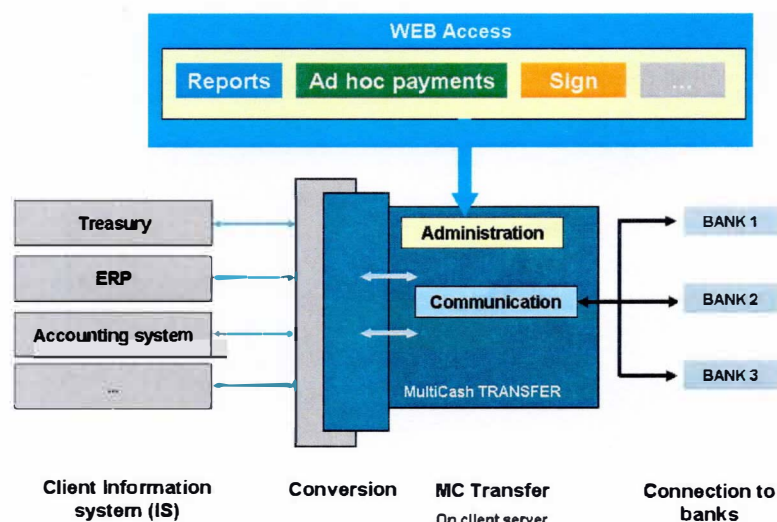 WEB Access
Reports Ad hoc payments Sign ...
Treasury
ERP
Accounting system
...
Administration
Communication
MultiCash TRANSFER
BANK 1
BANK 2
BANK 3
Client information
system (IS)
Conversion
MC Transfer
On client server
Connection to
banks